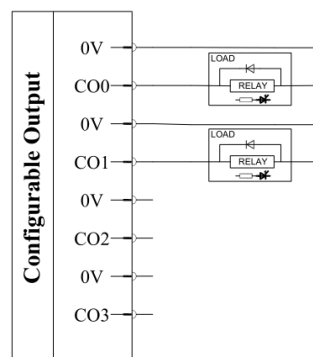 Configurable Output
0V
LOAD
CO0
RELAY
0V
LOAD
CO1
RELAY
0V
CO2
0V
CO3